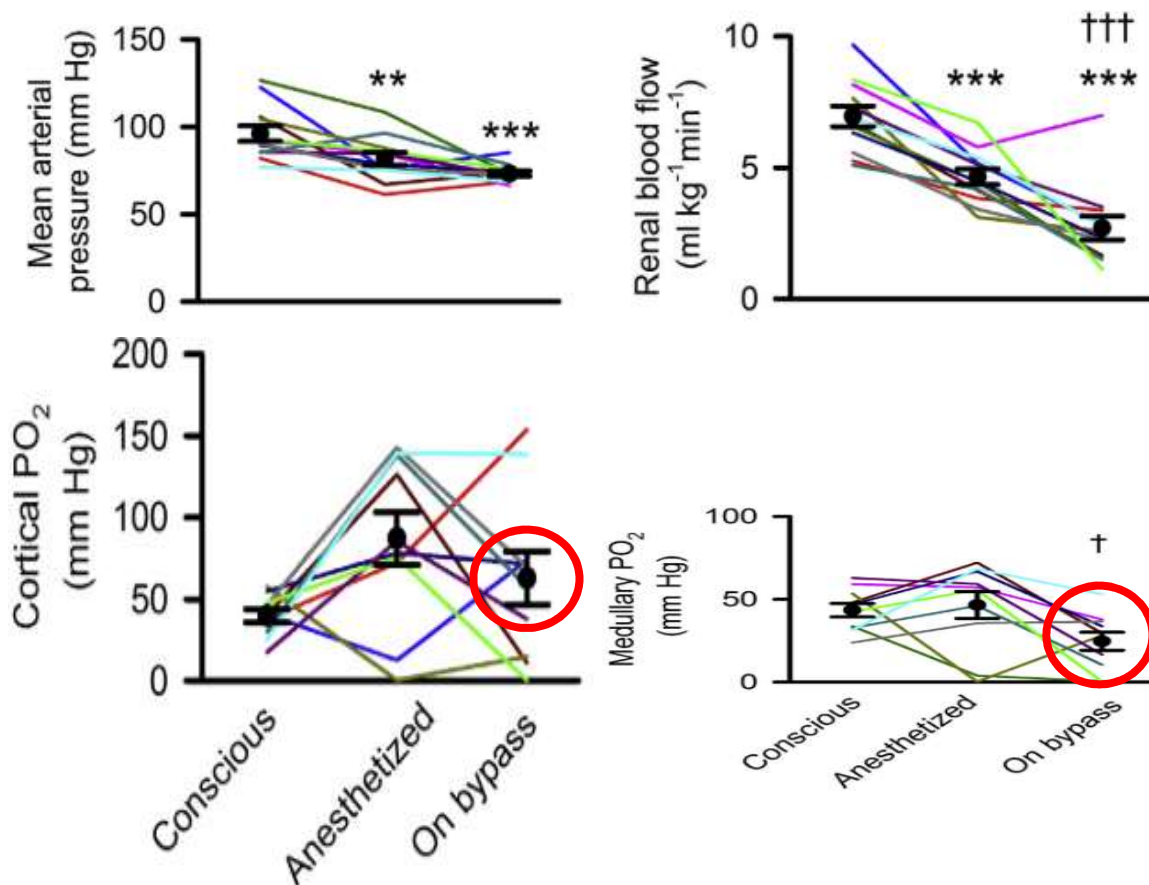 Mean arterial
pressure (mm Hg)
150
100
50
0
**
***
Renal blood flow
(ml kg⁻¹min⁻¹)
10
5
0
***
†††
***
Cortical PO₂
(mm Hg)
200
150
100
50
0
Conscious
Anesthetized
On bypass
Medullary PO₂
(mm Hg)
100
50
0
†
Conscious
Anesthetized
On bypass